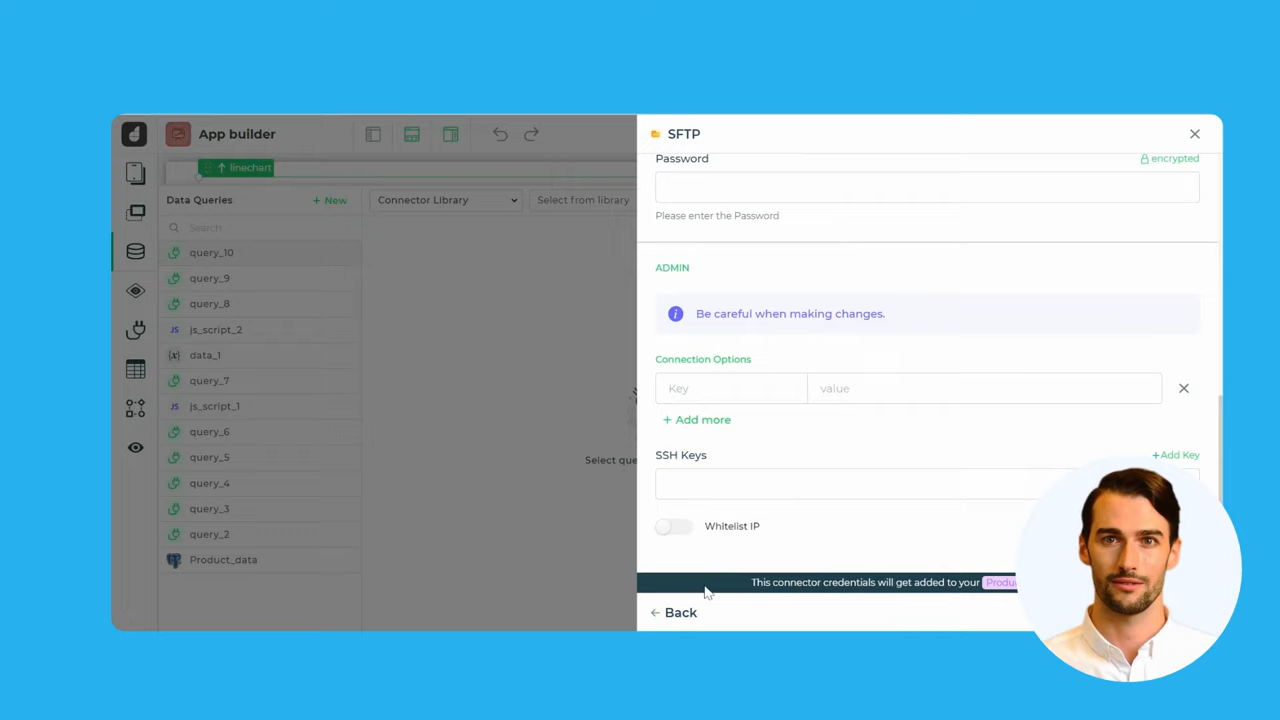 App builder
SFTP
linechart
Password
encrypted
Data Queries
+ New
Connector Library
Select from library
Please enter the Password
Search
query_10
query_9
query_8
JS js_script_2
{x} data_1
query_7
JS js_script_1
query_6
query_5
query_4
query_3
query_2
Product_data
ADMIN
Be careful when making changes.
Connection Options
Key
value
+ Add more
SSH Keys
+Add Key
Whitelist IP
This connector credentials will get added to your
Back